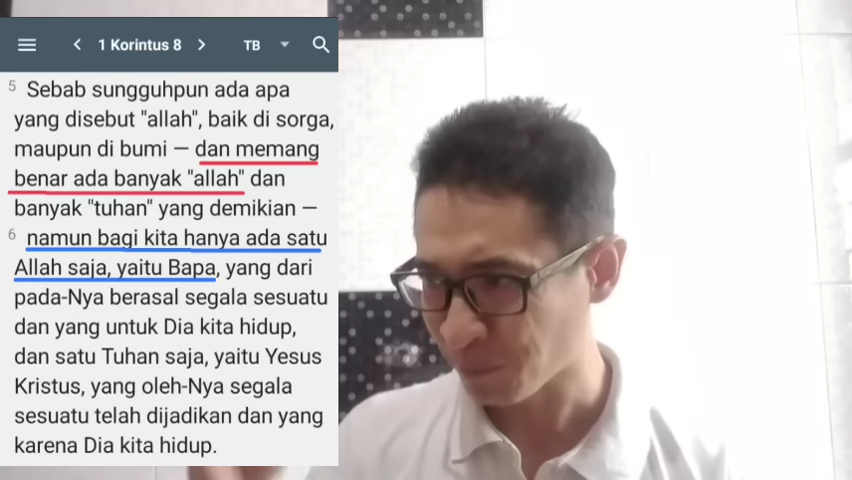 1 Korintus 8 TB
5 Sebab sungguhpun ada apa
yang disebut "allah", baik di sorga,
maupun di bumi — dan memang
benar ada banyak "allah" dan
banyak "tuhan" yang demikian —
6 namun bagi kita hanya ada satu
Allah saja, yaitu Bapa, yang dari
pada-Nya berasal segala sesuatu
dan yang untuk Dia kita hidup,
dan satu Tuhan saja, yaitu Yesus
Kristus, yang oleh-Nya segala
sesuatu telah dijadikan dan yang
karena Dia kita hidup.